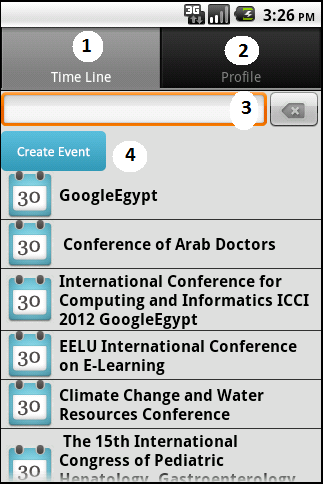 3G 3:26 PM
1 2
Time Line Profile
3
Create Event 4
30 GoogleEgypt
30 Conference of Arab Doctors
International Conference for
30 Computing and Informatics ICCI
2012 GoogleEgypt
30 EELU International Conference
on E-Learning
30 Climate Change and Water
Resources Conference
The 15th International
30 Congress of Pediatric
Hepatology, Gastroenterology